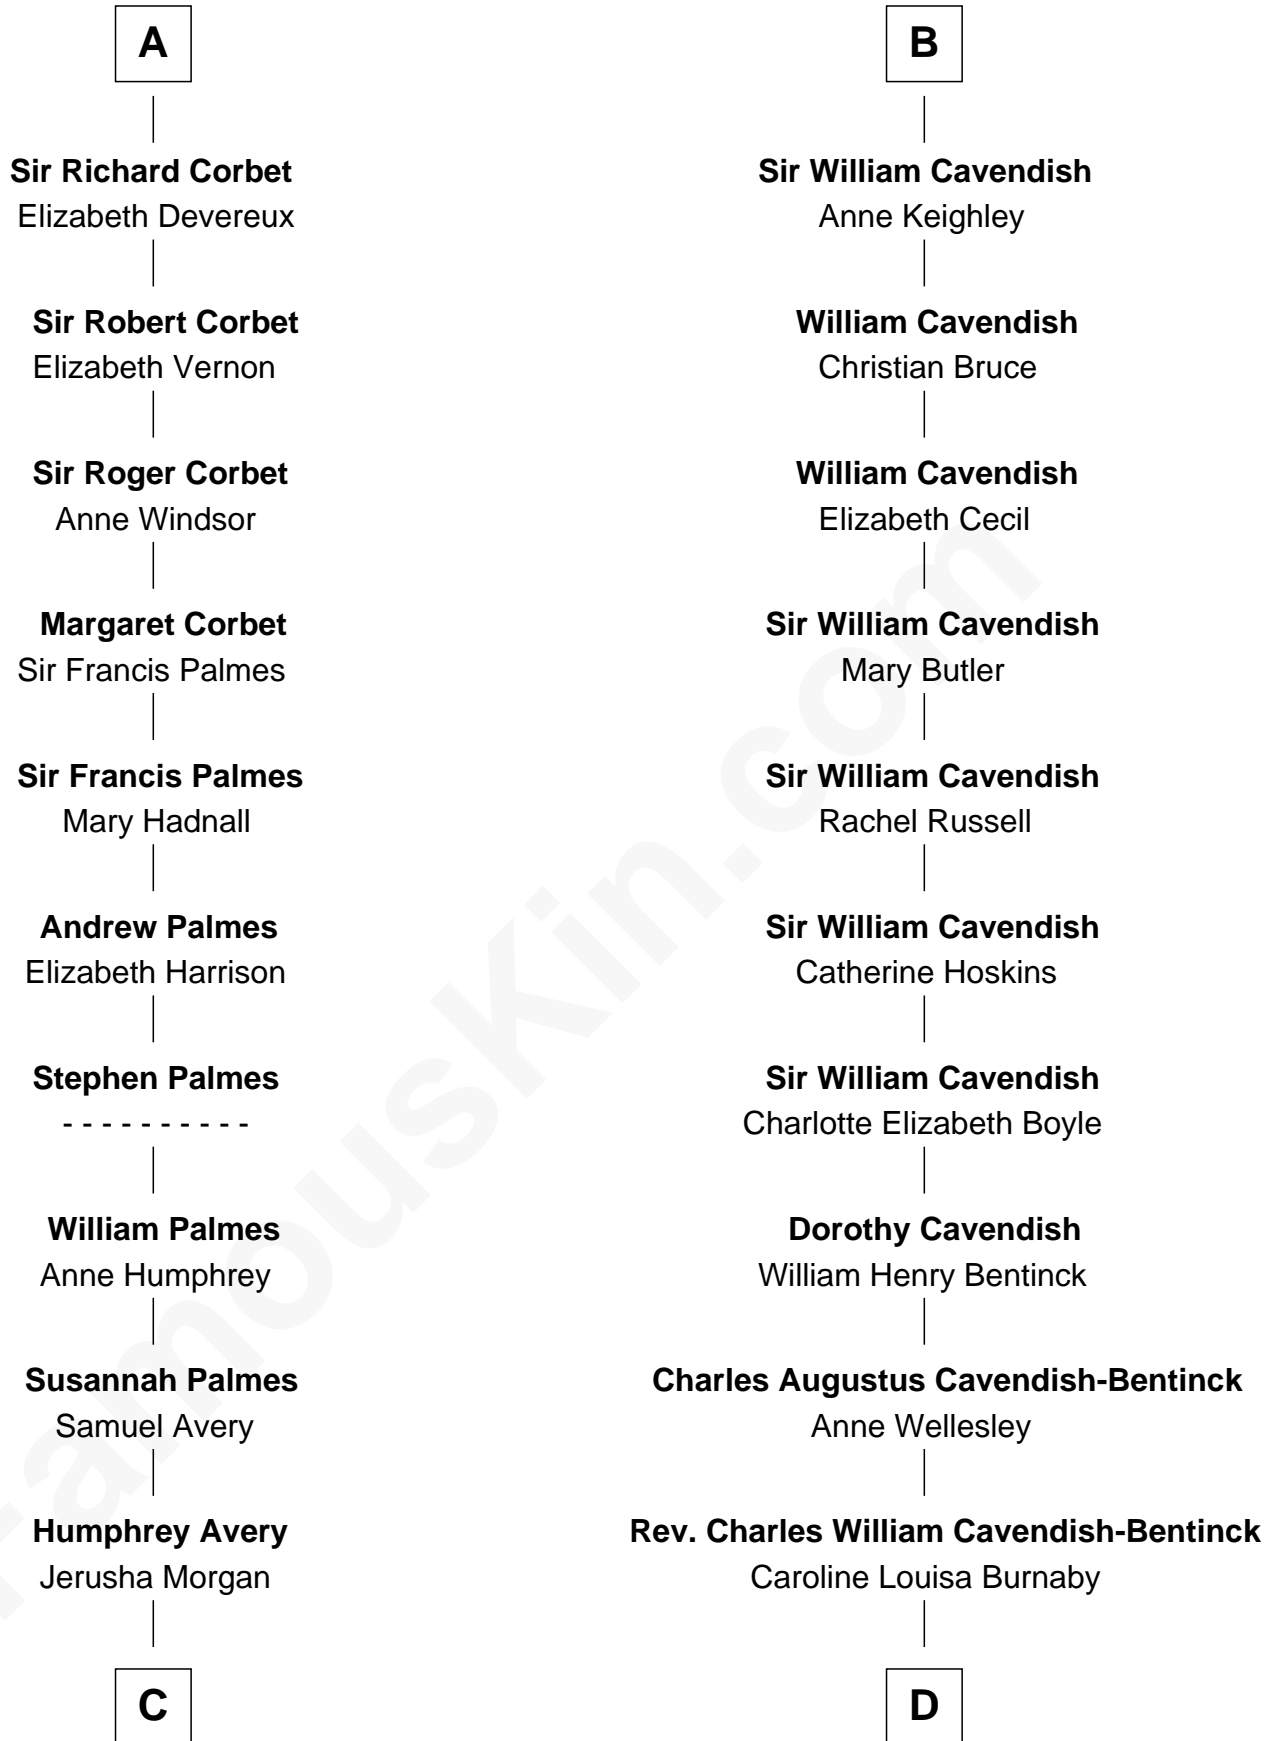 A
Sir Richard Corbet
Elizabeth Devereux
Sir Robert Corbet
Elizabeth Vernon
Sir Roger Corbet
Anne Windsor
Margaret Corbet
Sir Francis Palmes
Sir Francis Palmes
Mary Hadnall
Andrew Palmes
Elizabeth Harrison
Stephen Palmes
- - - - - - - - - -
William Palmes
Anne Humphrey
Susannah Palmes
Samuel Avery
Humphrey Avery
Jerusha Morgan
C
B
Sir William Cavendish
Anne Keighley
William Cavendish
Christian Bruce
William Cavendish
Elizabeth Cecil
Sir William Cavendish
Mary Butler
Sir William Cavendish
Rachel Russell
Sir William Cavendish
Catherine Hoskins
Sir William Cavendish
Charlotte Elizabeth Boyle
Dorothy Cavendish
William Henry Bentinck
Charles Augustus Cavendish-Bentinck
Anne Wellesley
Rev. Charles William Cavendish-Bentinck
Caroline Louisa Burnaby
D
FamousKin.com